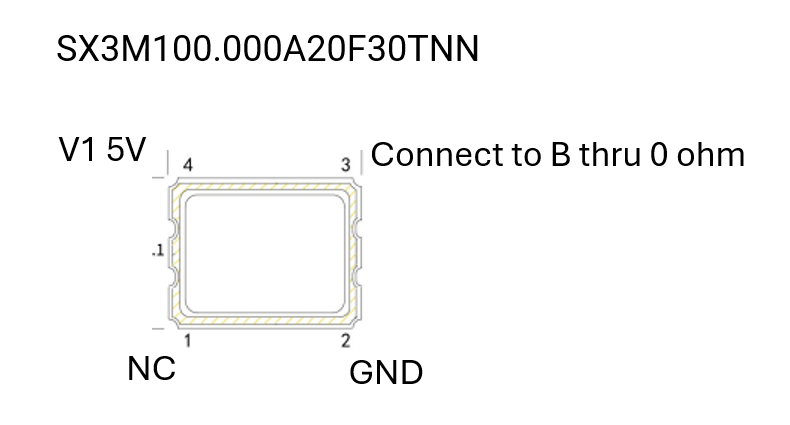 SX3M100.000A20F30TNN
V1 5V
4
3
Connect to B thru 0 ohm
.1
1
2
NC
GND